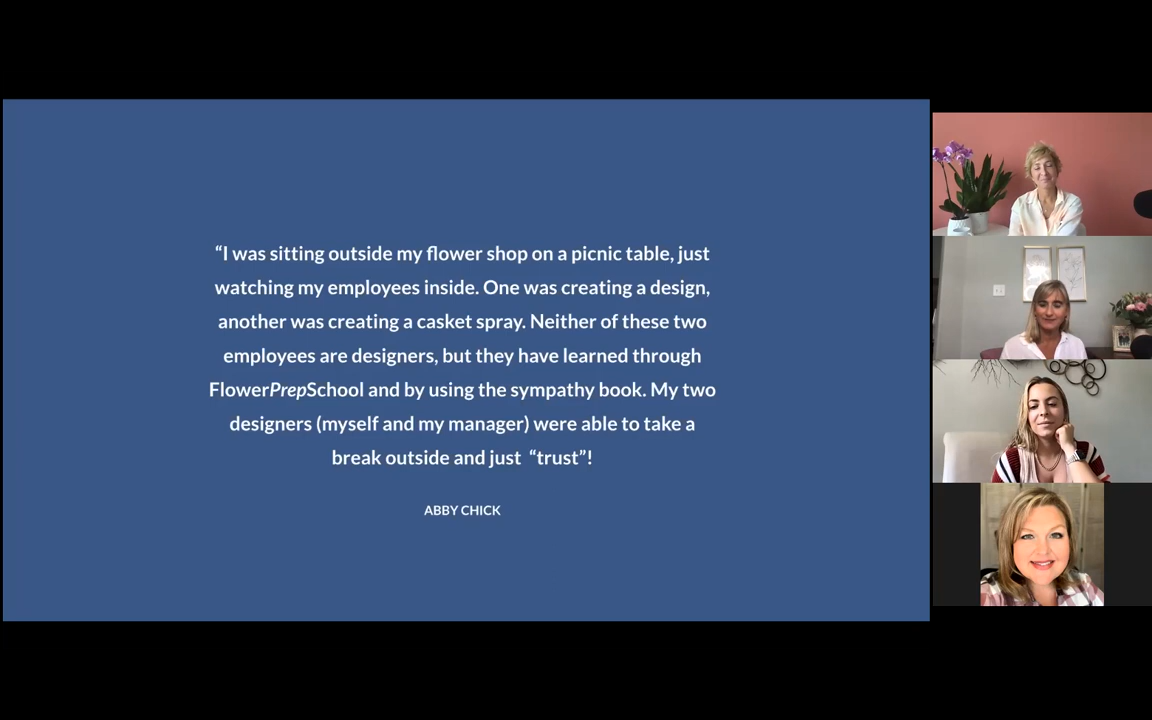 “I was sitting outside my flower shop on a picnic table, just
watching my employees inside. One was creating a design,
another was creating a casket spray. Neither of these two
employees are designers, but they have learned through
FlowerPrepSchool and by using the sympathy book. My two
designers (myself and my manager) were able to take a
break outside and just “trust”!
ABBY CHICK